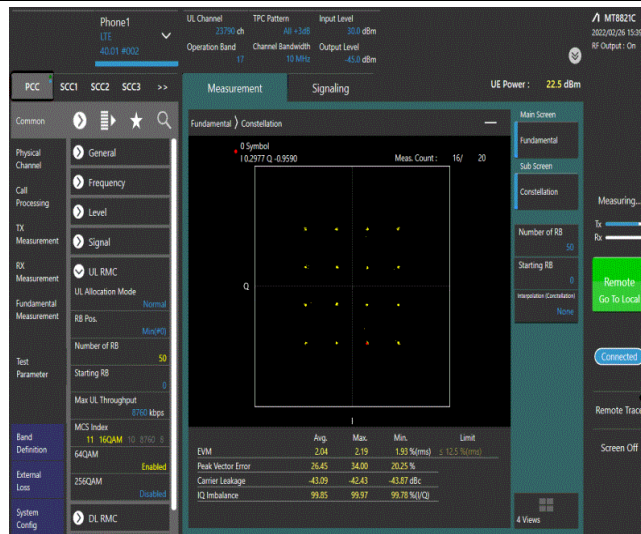 Phone1
LTE
40.01 #002
UL Channel
23790 ch
TPC Pattern
All +3dB
Input Level
30.0 dBm
Operation Band
17
Channel Bandwidth
10 MHz
Output Level
-45.0 dBm
MT8821C
2022/02/26 15:39
RF Output : On
PCC SCC1 SCC2 SCC3 >>
Measurement Signaling
UE Power : 22.5 dBm
Common
Physical
Channel
Call
Processing
TX
Measurement
RX
Measurement
Fundamental
Measurement
Test
Parameter
Band
Definition
External
Loss
System
Config
General
Frequency
Level
Signal
UL RMC
UL Allocation Mode
Normal
RB Pos.
Min(#0)
Number of RB
50
Starting RB
0
Max UL Throughput
8760 kbps
MCS Index
11 16QAM 10 8760 8
64QAM
Enabled
256QAM
Disabled
DL RMC
Fundamental Constellation
0 Symbol
I 0.2977 Q -0.9590
Meas. Count : 16/ 20
Q
I
Avg. Max. Min. Limit
EVM 2.04 2.19 1.93 %(rms) ≤ 12.5 %(rms)
Peak Vector Error 26.45 34.00 20.25 %
Carrier Leakage -43.09 -42.43 -43.87 dBc
IQ Imbalance 99.85 99.97 99.78 %(I/Q)
Main Screen
Fundamental
Sub Screen
Constellation
Number of RB
50
Starting RB
0
Interpolation (Constellation)
None
4 Views
Measuring...
Tx
Rx
Remote
Go To Local
Connected
Remote Trace
Screen Off